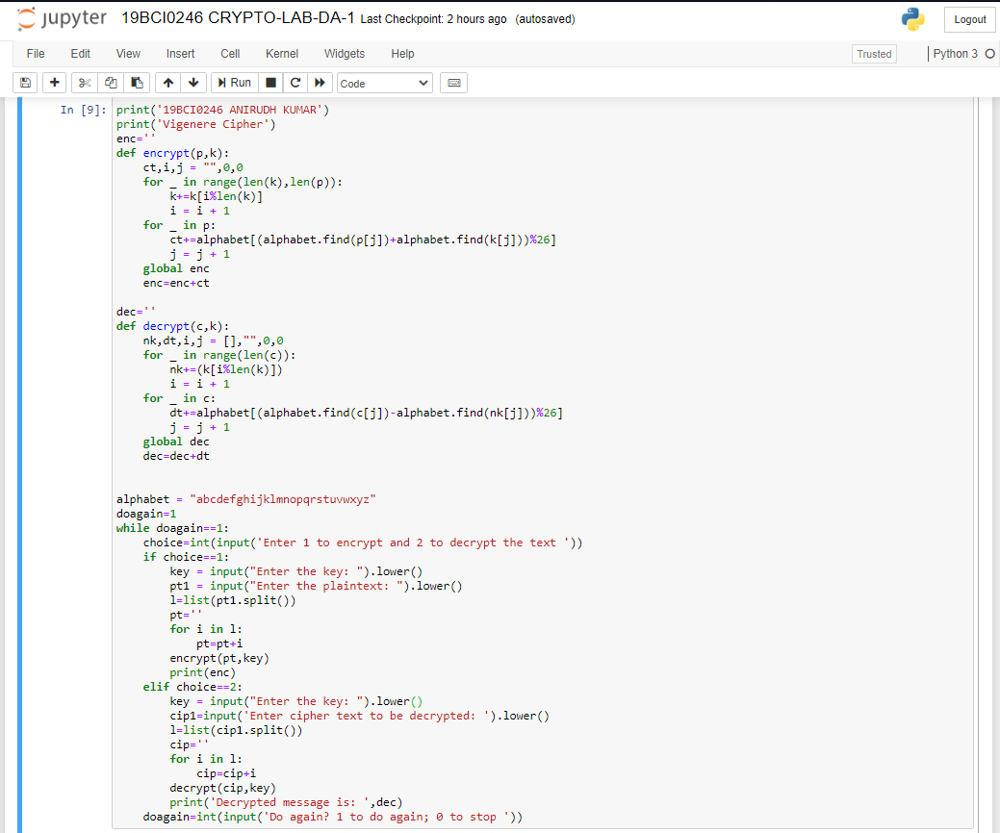 jupyter 19BCI0246 CRYPTO-LAB-DA-1 Last Checkpoint: 2 hours ago (autosaved) Logout
File Edit View Insert Cell Kernel Widgets Help Trusted Python 3
Run Code
In [9]: print('19BCI0246 ANIRUDH KUMAR')
print('Vigenere Cipher')
enc=''
def encrypt(p,k):
    ct,i,j = "",0,0
    for _ in range(len(k),len(p)):
        k+=k[i%len(k)]
        i = i + 1
    for _ in p:
        ct+=alphabet[(alphabet.find(p[j])+alphabet.find(k[j]))%26]
        j = j + 1
    global enc
    enc=enc+ct

dec=''
def decrypt(c,k):
    nk,dt,i,j = [],"",0,0
    for _ in range(len(c)):
        nk+=(k[i%len(k)])
        i = i + 1
    for _ in c:
        dt+=alphabet[(alphabet.find(c[j])-alphabet.find(nk[j]))%26]
        j = j + 1
    global dec
    dec=dec+dt


alphabet = "abcdefghijklmnopqrstuvwxyz"
doagain=1
while doagain==1:
    choice=int(input('Enter 1 to encrypt and 2 to decrypt the text '))
    if choice==1:
        key = input("Enter the key: ").lower()
        pt1 = input("Enter the plaintext: ").lower()
        l=list(pt1.split())
        pt=''
        for i in l:
            pt=pt+i
        encrypt(pt,key)
        print(enc)
    elif choice==2:
        key = input("Enter the key: ").lower()
        cip1=input('Enter cipher text to be decrypted: ').lower()
        l=list(cip1.split())
        cip=''
        for i in l:
            cip=cip+i
        decrypt(cip,key)
        print('Decrypted message is: ',dec)
    doagain=int(input('Do again? 1 to do again; 0 to stop '))